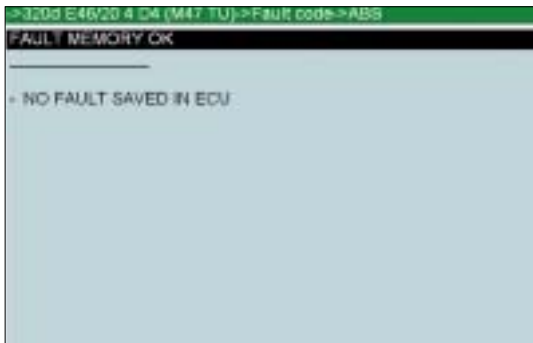 ->320d E46/20 4 D4 (M47 TU)->Fault code->ABS
FAULT MEMORY OK
- NO FAULT SAVED IN ECU